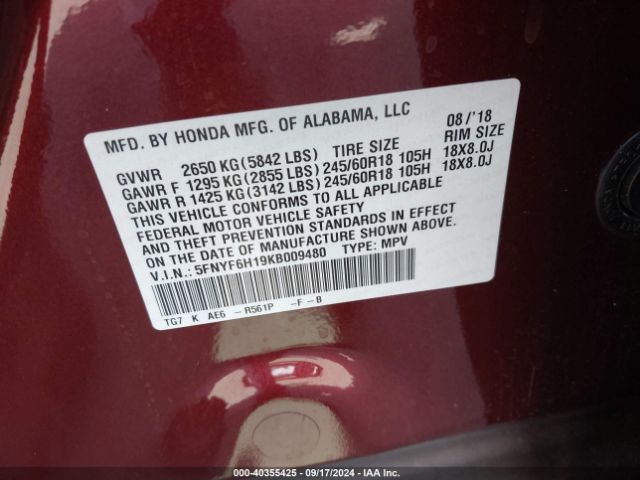 MFD. BY HONDA MFG. OF ALABAMA, LLC 08/'18
GVWR 2650 KG(5842 LBS) TIRE SIZE RIM SIZE
GAWR F 1295 KG(2855 LBS) 245/60R18 105H 18X8.0J
GAWR R 1425 KG(3142 LBS) 245/60R18 105H 18X8.0J
THIS VEHICLE CONFORMS TO ALL APPLICABLE
FEDERAL MOTOR VEHICLE SAFETY
AND THEFT PREVENTION STANDARDS IN EFFECT
ON THE DATE OF MANUFACTURE SHOWN ABOVE.
V.I.N.: 5FNYF6H19KB009480 TYPE: MPV
TG7 K AE6 -R561P -F-B
000-40355425 - 09/17/2024 - IAA Inc.